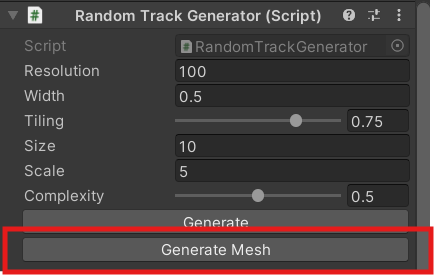 Random Track Generator (Script)
Script RandomTrackGenerator
Resolution 100
Width 0.5
Tiling 0.75
Size 10
Scale 5
Complexity 0.5
Generate
Generate Mesh